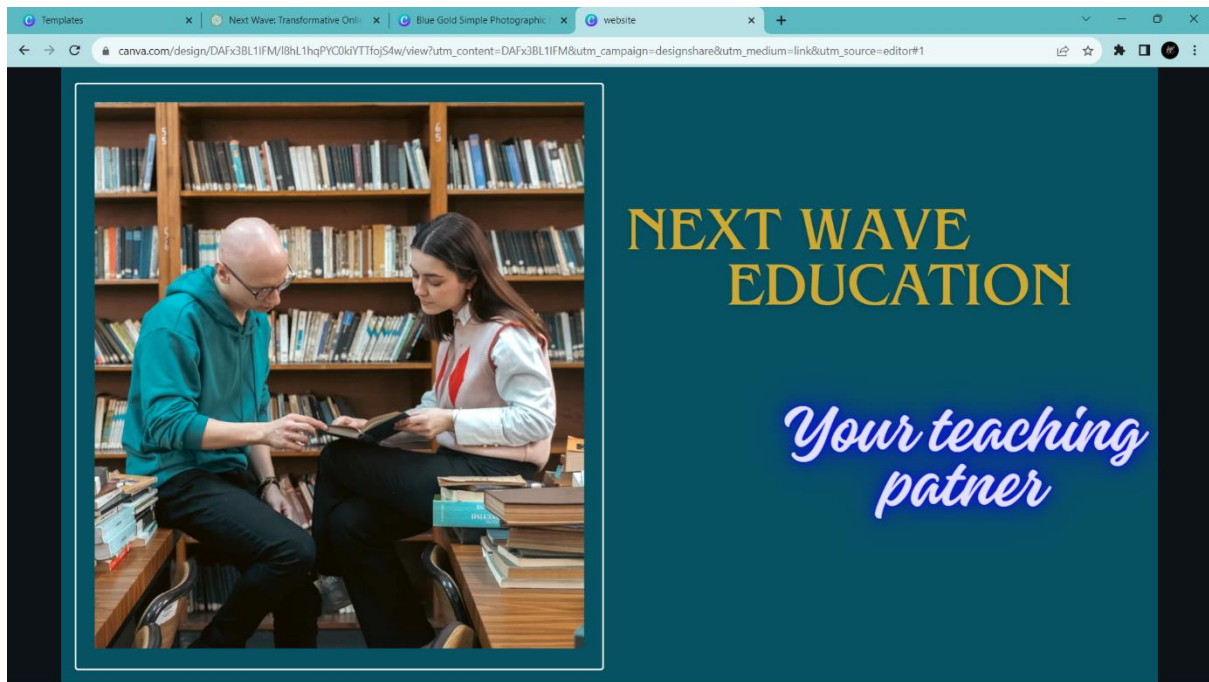 Templates
Next Wave: Transformative Onli
Blue Gold Simple Photographic
website
canva.com/design/DAFx3BL1IFM/l8hL1hqPYC0kiYTTfojS4w/view?utm_content=DAFx3BL1IFM&utm_campaign=designshare&utm_medium=link&utm_source=editor#1
NEXT WAVE
EDUCATION
Your teaching
patner